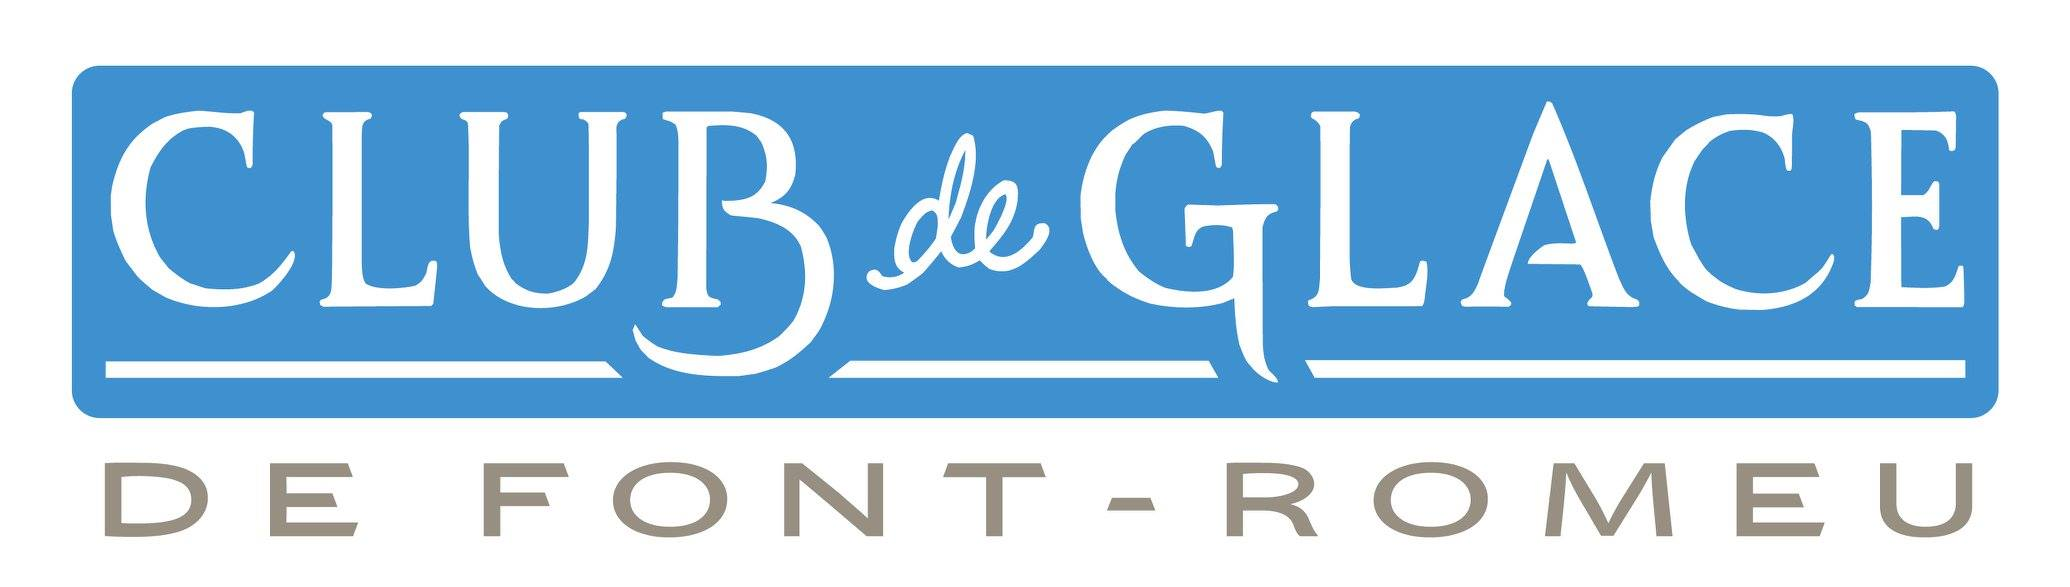 CLUB de GLACE
DE FONT-ROMEU